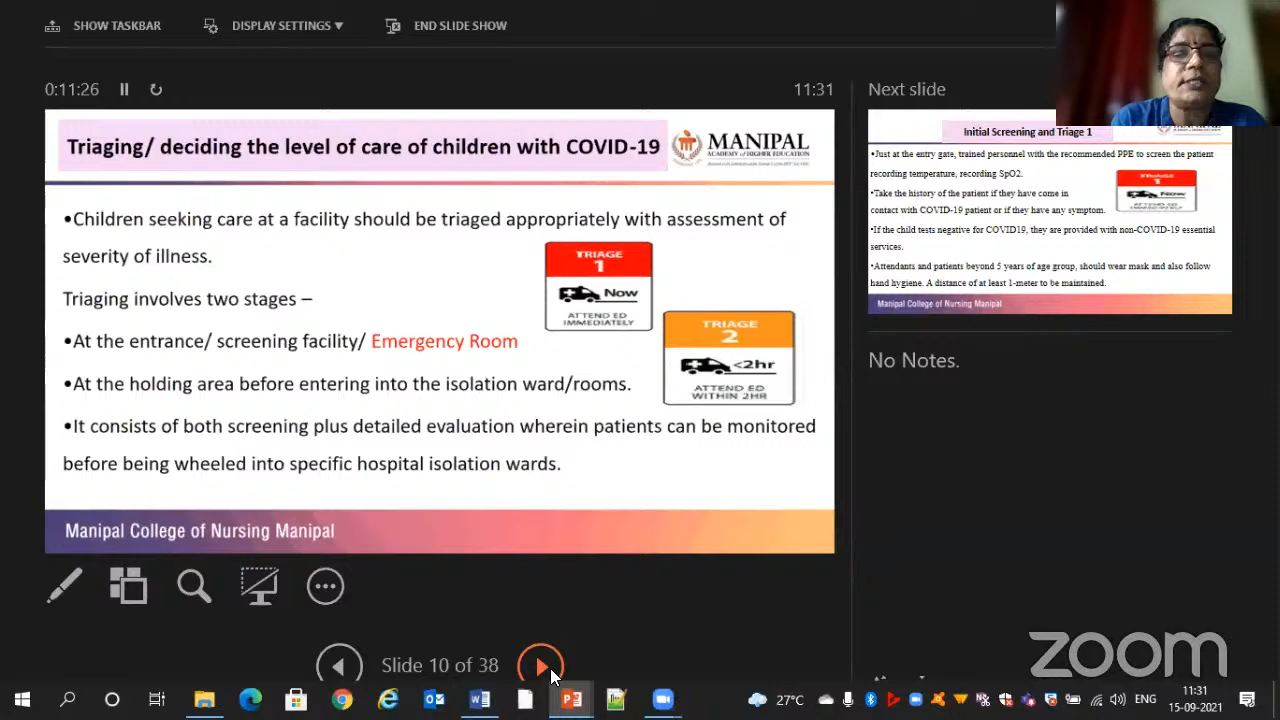 SHOW TASKBAR
DISPLAY SETTINGS ▼
END SLIDE SHOW
0:11:26
11:31
Triaging/ deciding the level of care of children with COVID-19
MANIPAL
ACADEMY of HIGHER EDUCATION
•Children seeking care at a facility should be triaged appropriately with assessment of
severity of illness.
TRIAGE
1
Now
ATTEND ED
IMMEDIATELY
Triaging involves two stages –
•At the entrance/ screening facility/ Emergency Room
TRIAGE
2
<2hr
ATTEND ED
WITHIN 2HR
•At the holding area before entering into the isolation ward/rooms.
•It consists of both screening plus detailed evaluation wherein patients can be monitored
before being wheeled into specific hospital isolation wards.
Manipal College of Nursing Manipal
Next slide
Initial Screening and Triage 1
•Just at the entry gate, trained personnel with the recommended PPE to screen the patient
recording temperature, recording SpO2.
TRIAGE
1
Now
•Take the history of the patient if they have come in
contact with COVID-19 patient or if they have any symptom.
•If the child tests negative for COVID19, they are provided with non-COVID-19 essential
services.
•Attendants and patients beyond 5 years of age group, should wear mask and also follow
hand hygiene. A distance of at least 1-meter to be maintained.
Manipal College of Nursing Manipal
No Notes.
Slide 10 of 38
zoom
27°C
ENG
11:31
15-09-2021